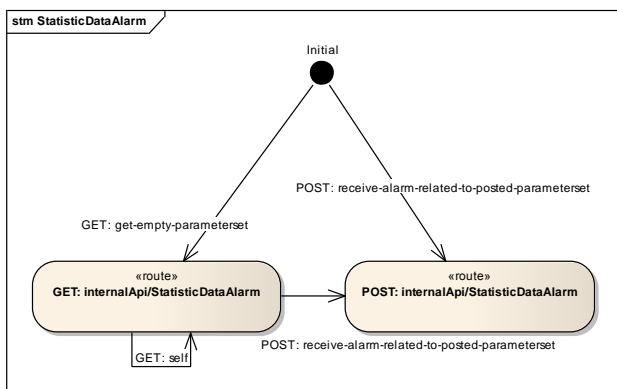 stm StatisticDataAlarm
Initial
POST: receive-alarm-related-to-posted-parameterset
GET: get-empty-parameterset
«route»
GET: internalApi/StatisticDataAlarm
«route»
POST: internalApi/StatisticDataAlarm
POST: receive-alarm-related-to-posted-parameterset
GET: self